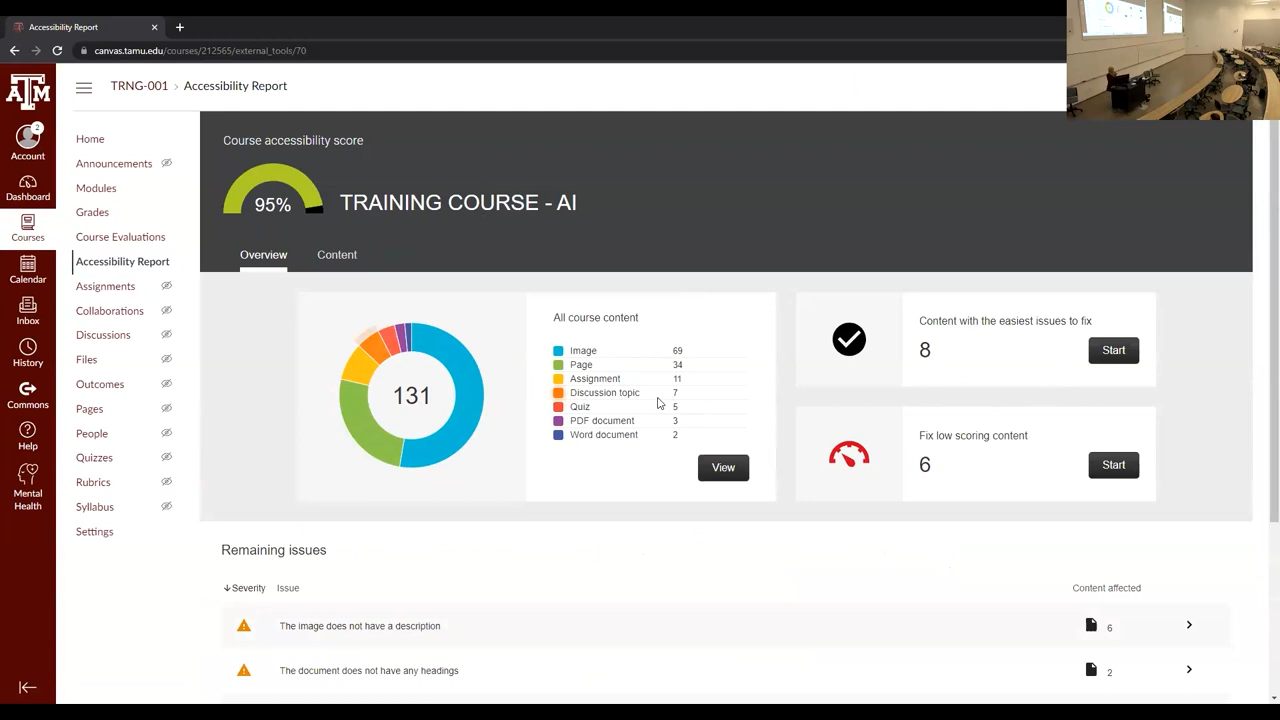 Accessibility Report
canvas.tamu.edu/courses/212565/external_tools/70
ATM
2
Account
Dashboard
Courses
Calendar
Inbox
History
Commons
Help
Mental
Health
TRNG-001 › Accessibility Report
Home
Announcements
Modules
Grades
Course Evaluations
Accessibility Report
Assignments
Collaborations
Discussions
Files
Outcomes
Pages
People
Quizzes
Rubrics
Syllabus
Settings
Course accessibility score
95%
TRAINING COURSE - AI
Overview Content
131
All course content
Image 69
Page 34
Assignment 11
Discussion topic 7
Quiz 5
PDF document 3
Word document 2
View
Content with the easiest issues to fix
8
Start
Fix low scoring content
6
Start
Remaining issues
Severity Issue Content affected
The image does not have a description 6
The document does not have any headings 2